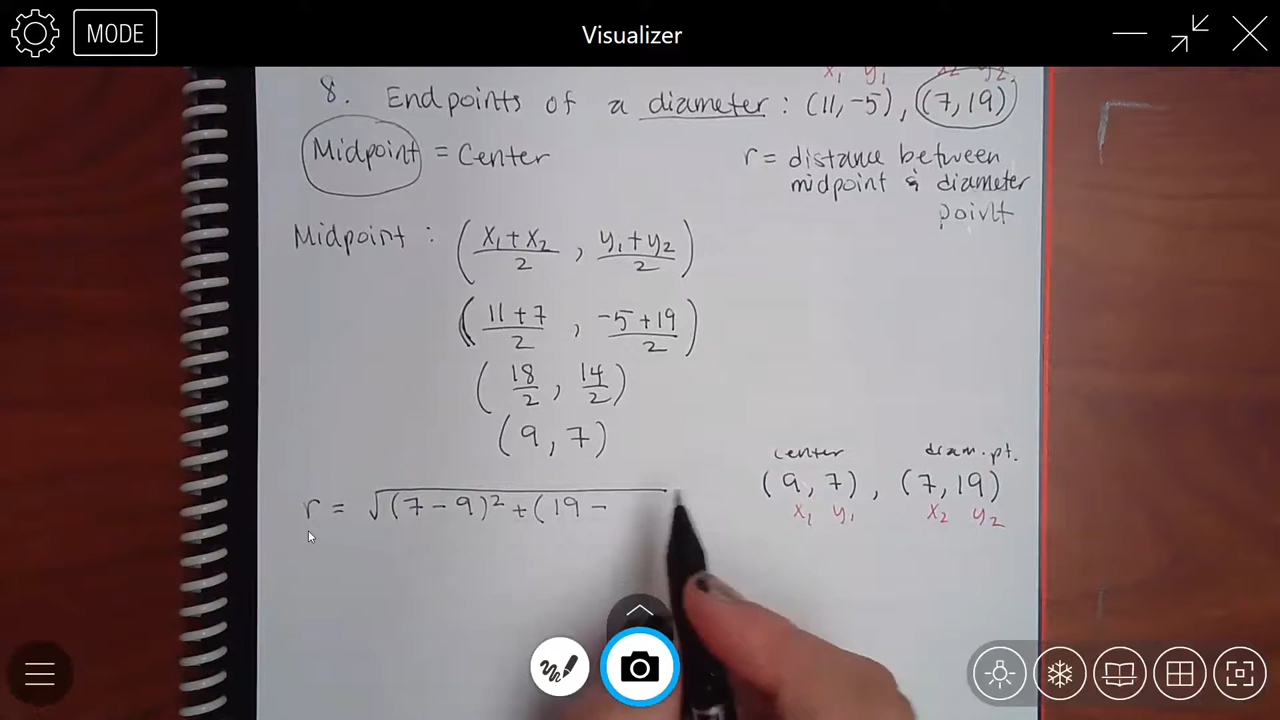 MODE
Visualizer
x₁ y₁ x₂ y₂
8. Endpoints of a diameter : (11, -5), (7, 19)
Midpoint = Center
r = distance between
midpoint & diameter
point
Midpoint : (x₁ + x₂ / 2 , y₁ + y₂ / 2)
(11 + 7 / 2 , -5 + 19 / 2)
(18 / 2 , 14 / 2)
(9 , 7)
center diam. pt.
(9, 7) , (7, 19)
x₁ y₁ x₂ y₂
r = √(7 - 9)² + (19 -